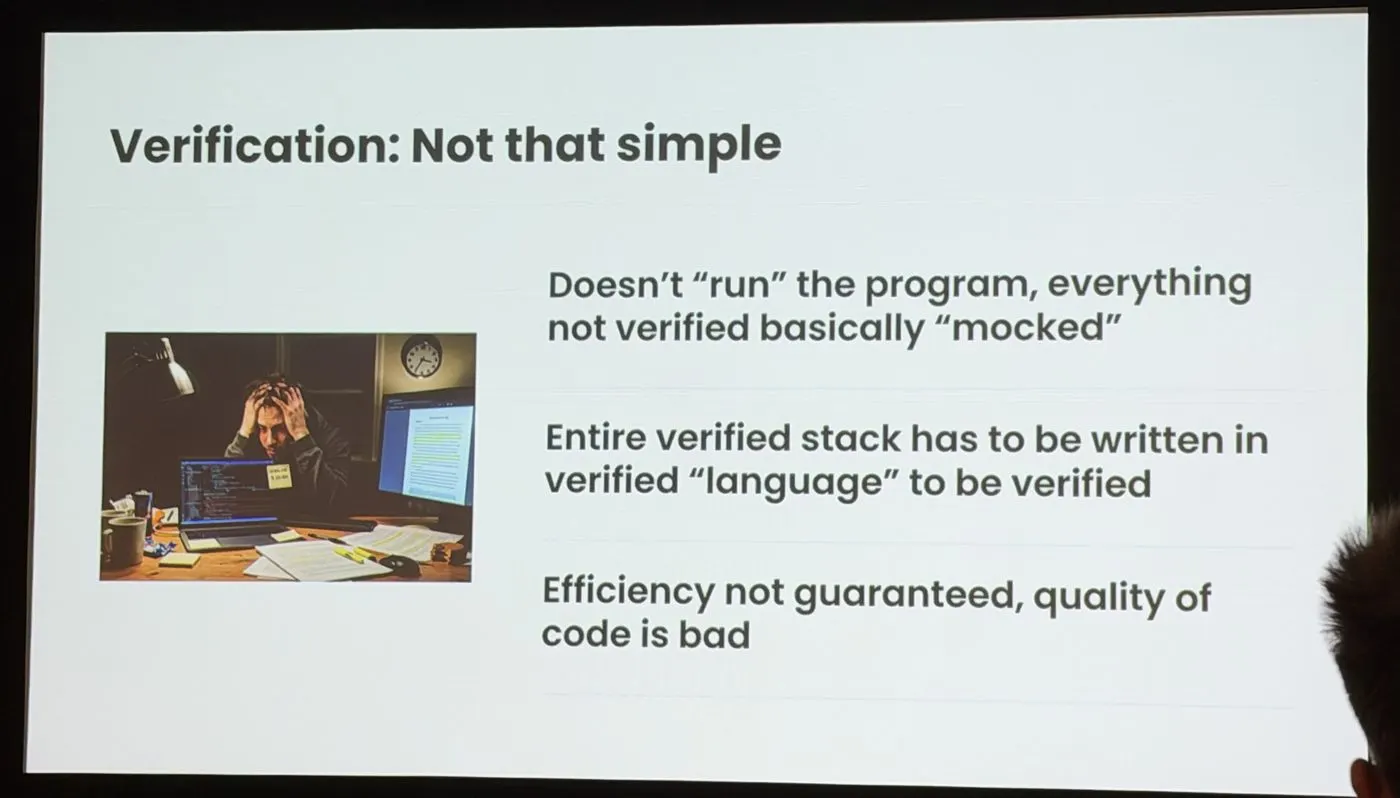 Verification: Not that simple
Doesn’t “run” the program, everything
not verified basically “mocked”
Entire verified stack has to be written in
verified “language” to be verified
Efficiency not guaranteed, quality of
code is bad